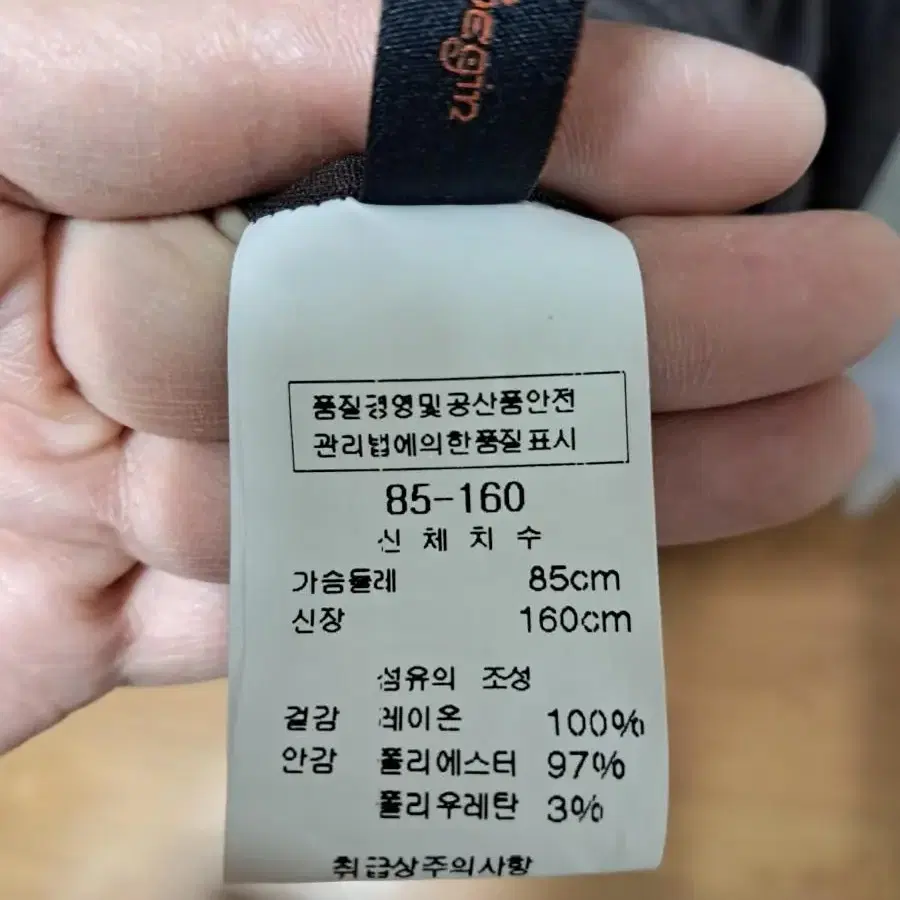 begin
품질경영및공산품안전
관리법에의한품질표시
85-160
신 체 치 수
가슴둘레 85cm
신장 160cm
섬유의 조성
겉감 레이온 100%
안감 폴리에스터 97%
폴리우레탄 3%
취급상주의사항